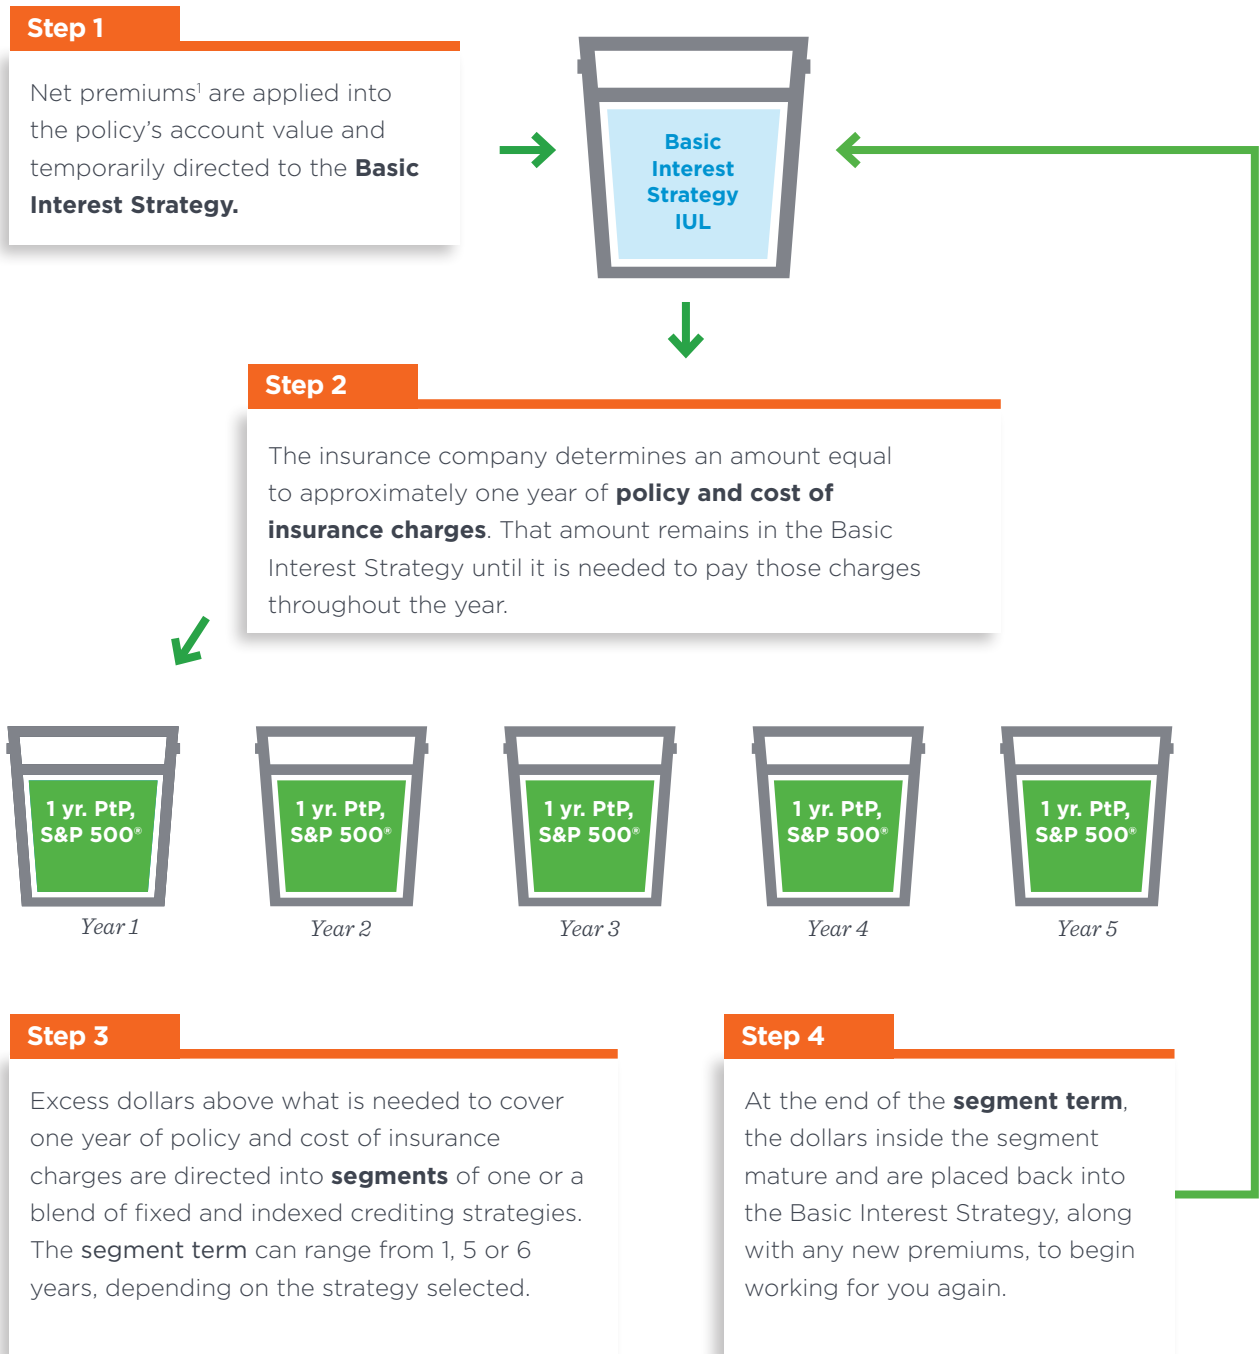 Step 1
Net premiums¹ are applied into
the policy's account value and
temporarily directed to the Basic
Interest Strategy.
Basic
Interest
Strategy
IUL
Step 2
The insurance company determines an amount equal
to approximately one year of policy and cost of
insurance charges. That amount remains in the Basic
Interest Strategy until it is needed to pay those charges
throughout the year.
1 yr. PtP,
S&P 500®
Year 1
1 yr. PtP,
S&P 500®
Year 2
1 yr. PtP,
S&P 500®
Year 3
1 yr. PtP,
S&P 500®
Year 4
1 yr. PtP,
S&P 500®
Year 5
Step 3
Excess dollars above what is needed to cover
one year of policy and cost of insurance
charges are directed into segments of one or a
blend of fixed and indexed crediting strategies.
The segment term can range from 1, 5 or 6
years, depending on the strategy selected.
Step 4
At the end of the segment term,
the dollars inside the segment
mature and are placed back into
the Basic Interest Strategy, along
with any new premiums, to begin
working for you again.